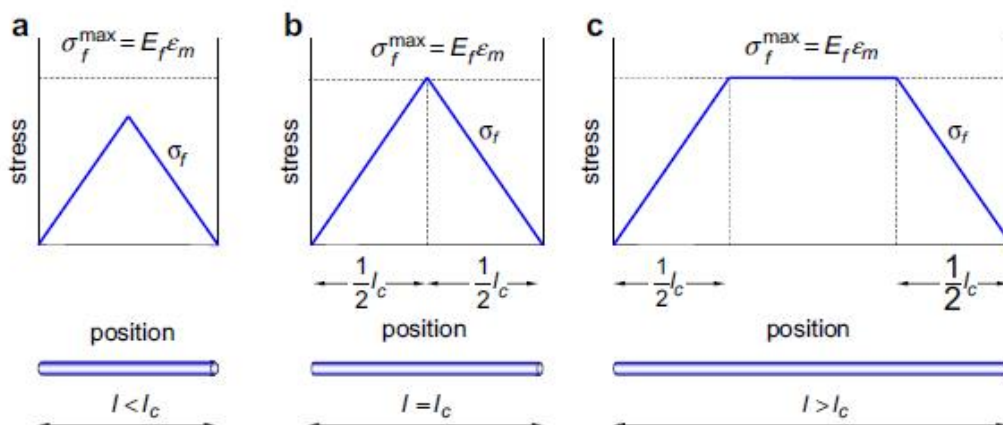 a
σ_f^max = E_f ε_m
stress
σ_f
position
l < l_c
b
σ_f^max = E_f ε_m
stress
σ_f
1/2 l_c
1/2 l_c
position
l = l_c
c
σ_f^max = E_f ε_m
stress
σ_f
1/2 l_c
1/2 l_c
position
l > l_c